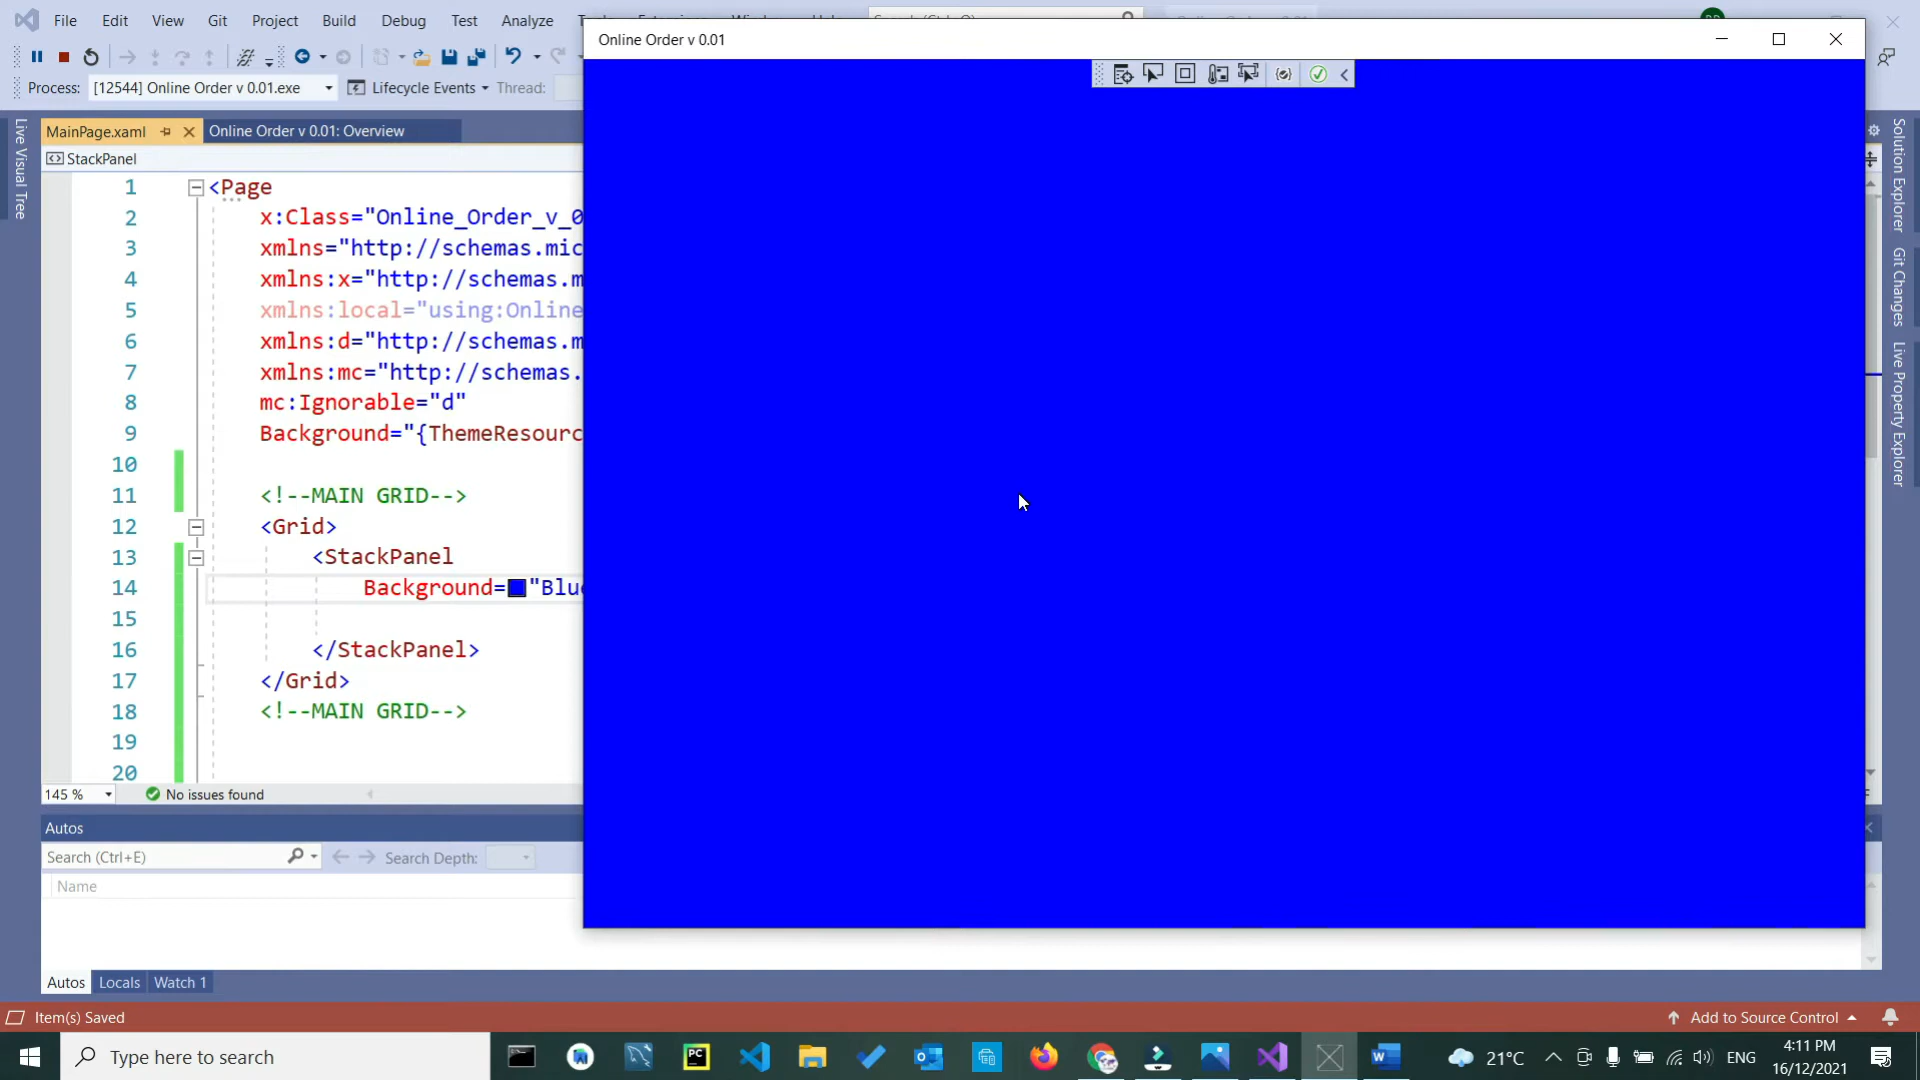 File Edit View Git Project Build Debug Test Analyze
Online Order v 0.01
Process: [12544] Online Order v 0.01.exe Lifecycle Events Thread:
MainPage.xaml Online Order v 0.01: Overview
StackPanel
Live Visual Tree
1 <Page
2 x:Class="Online_Order_v_0
3 xmlns="http://schemas.mic
4 xmlns:x="http://schemas.m
5 xmlns:local="using:Online
6 xmlns:d="http://schemas.m
7 xmlns:mc="http://schemas.
8 mc:Ignorable="d"
9 Background="{ThemeResourc
10
11 <!--MAIN GRID-->
12 <Grid>
13 <StackPanel
14 Background="Blue
15
16 </StackPanel>
17 </Grid>
18 <!--MAIN GRID-->
19
20
145 % No issues found
Solution Explorer
Git Changes
Live Property Explorer
Autos
Search (Ctrl+E) Search Depth:
Name
Autos Locals Watch 1
Item(s) Saved Add to Source Control
Type here to search PC 21°C ENG 4:11 PM
16/12/2021